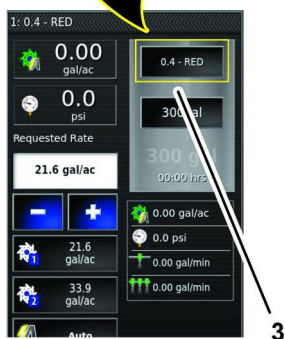 1: 0.4 - RED
0.00
gal/ac
0.0
psi
Requested Rate
21.6 gal/ac
1
21.6
gal/ac
2
33.9
gal/ac
Auto
0.4 - RED
300 gal
300 gal
00:00 hrs
0.00 gal/ac
0.0 psi
0.00 gal/min
0.00 gal/min
3